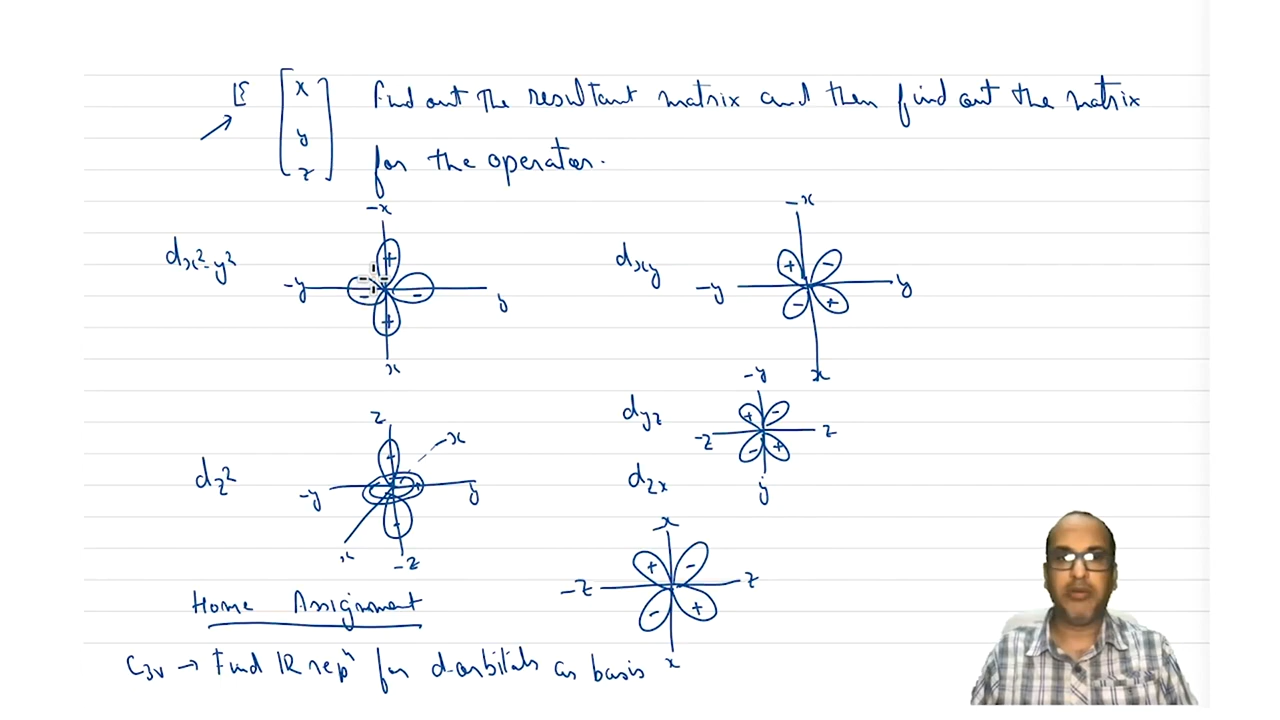 E [ x y z ] find out the resultant matrix and then find out the matrix
for the operator.
dx²-y²
-x
-y
y
x
+
-
-
+
dxy
-x
-y
y
x
+
-
-
+
dyz
-y
-z
z
y
+
-
-
+
dz²
z
-x
-y
y
x
-z
dzx
x
-z
z
x
+
-
-
+
Home Assignment
C3v → Find IR repⁿ for d-orbitals as basis